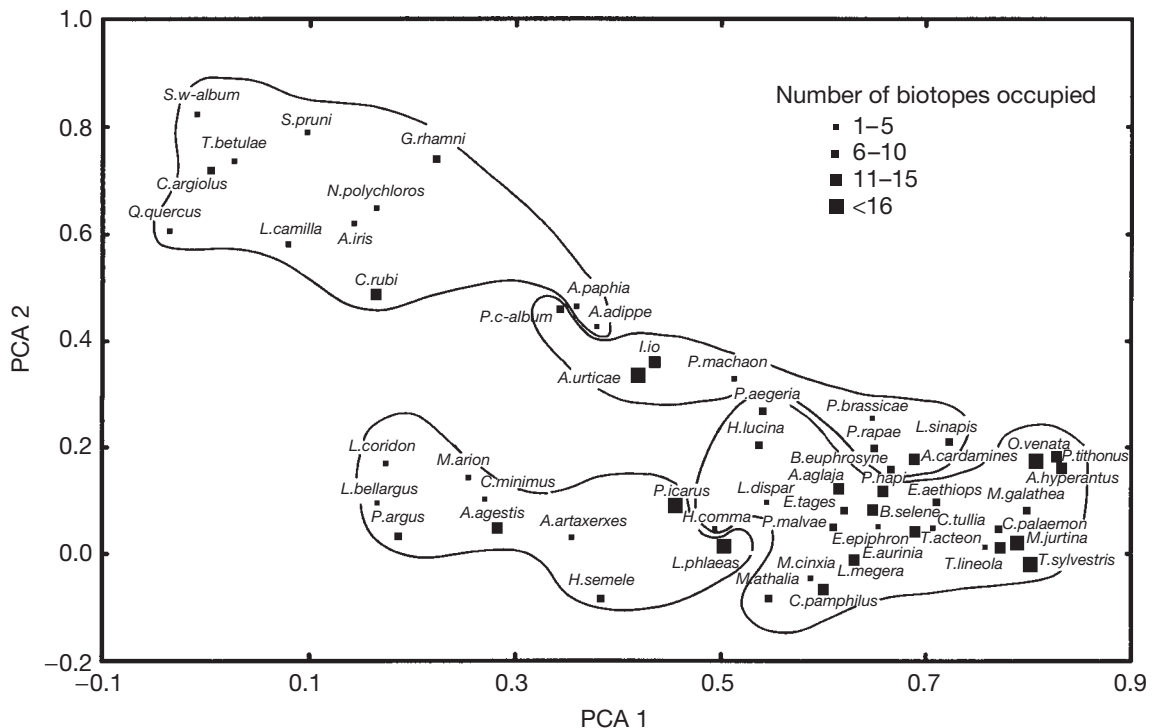 1.0
0.8
0.6
0.4
0.2
0.0
−0.2
PCA 2
Number of biotopes occupied
1–5
6–10
11–15
<16
S.w-album
S.pruni
T.betulae
G.rhamni
C.argiolus
N.polychloros
Q.quercus
L.camilla
A.iris
C.rubi
A.paphia
P.c-album
A.adippe
I.io
A.urticae
P.machaon
P.aegeria
P.brassicae
H.lucina
P.rapae
L.sinapis
B.euphrosyne
A.cardamines
O.venata
P.tithonus
A.aglaja
P.napi
A.hyperantus
L.coridon
M.arion
C.minimus
L.bellargus
P.icarus
L.dispar
E.tages
E.aethiops
M.galathea
P.argus
A.agestis
A.artaxerxes
H.comma
P.malvae
B.selene
C.tullia
C.palaemon
E.epiphron
T.acteon
M.jurtina
L.phlaeas
E.aurinia
H.semele
M.athalia
M.cinxia
L.megera
T.lineola
T.sylvestris
C.pamphilus
−0.1
0.1
0.3
0.5
0.7
0.9
PCA 1